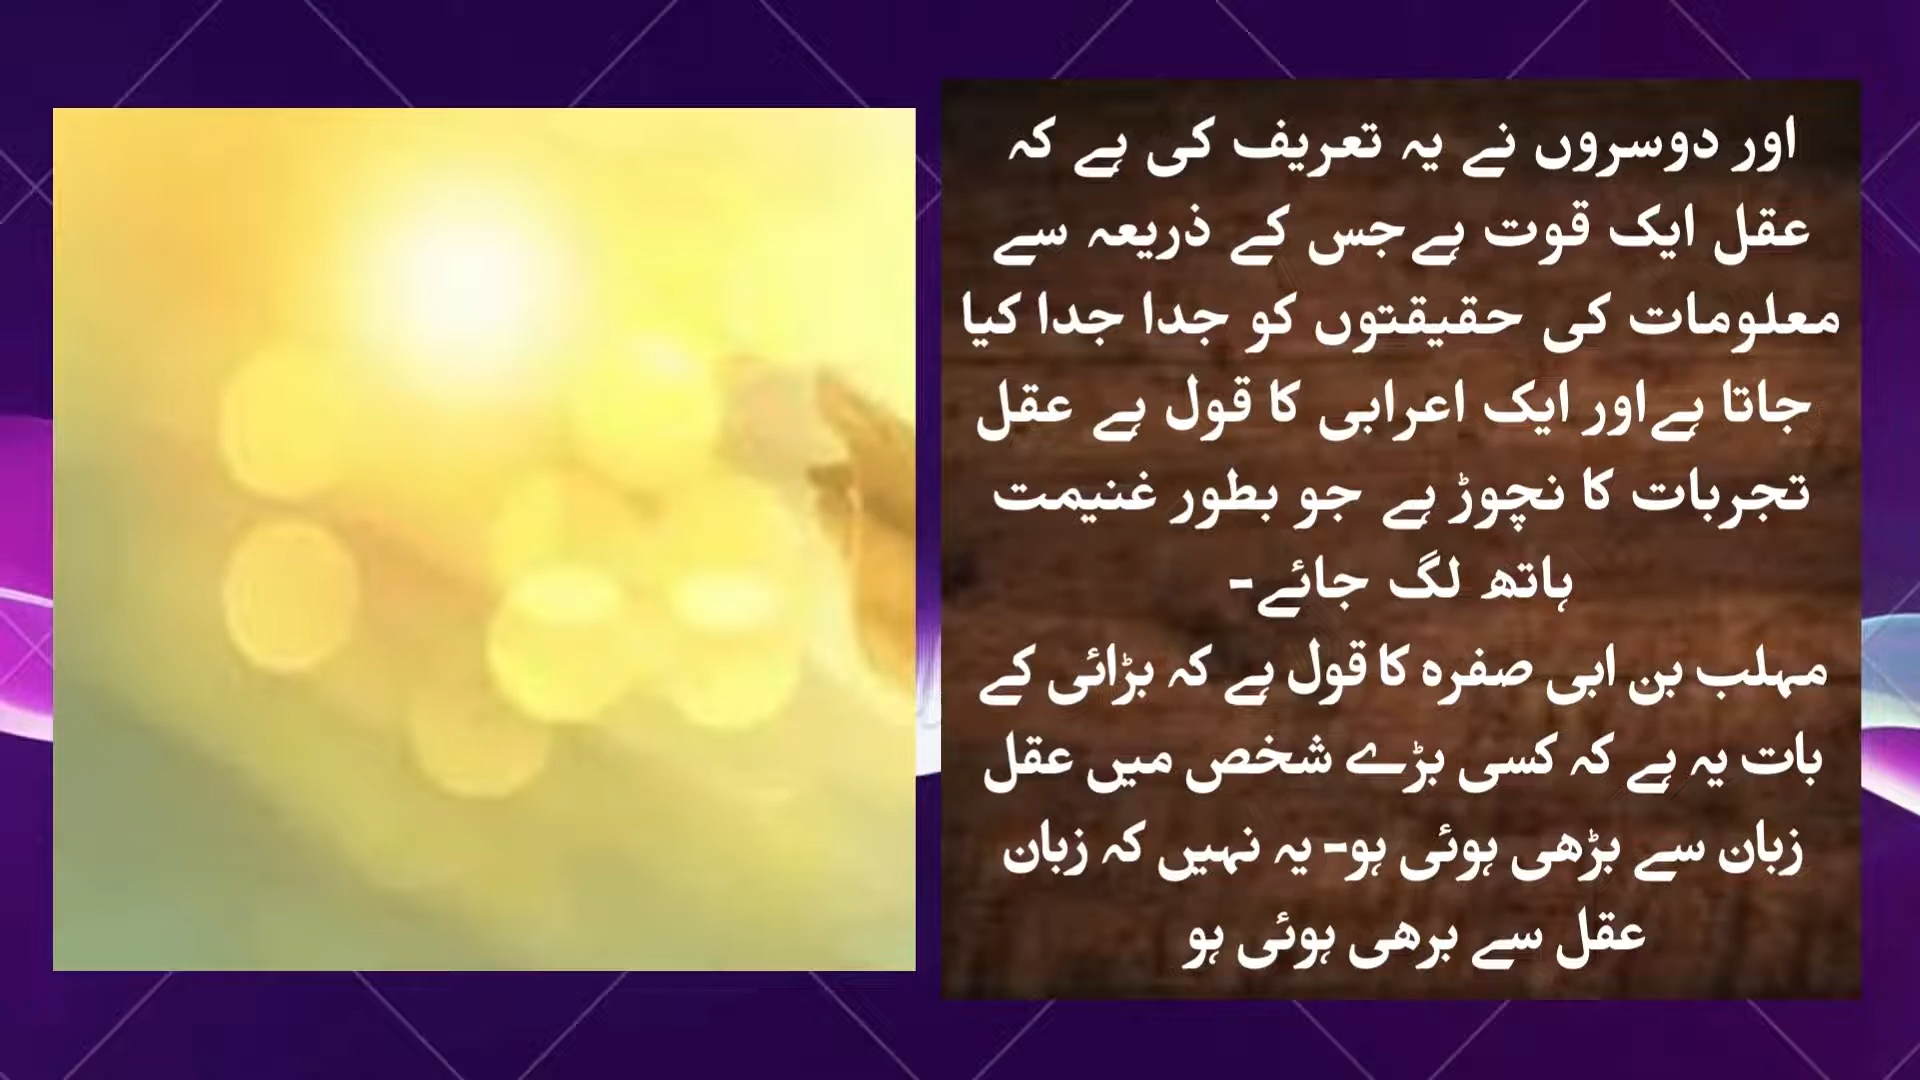 اور دوسروں نے یہ تعریف کی ہے کہ
عقل ایک قوت ہے جس کے ذریعہ سے
معلومات کی حقیقتوں کو جدا جدا کیا
جاتا ہے اور ایک اعرابی کا قول ہے عقل
تجربات کا نچوڑ ہے جو بطور غنیمت
ہاتھ لگ جائے-
مہلب بن ابی صفرہ کا قول ہے کہ بڑائی کے
بات یہ ہے کہ کسی بڑے شخص میں عقل
زبان سے بڑھی ہوئی ہو- یہ نہیں کہ زبان
عقل سے برھی ہوئی ہو